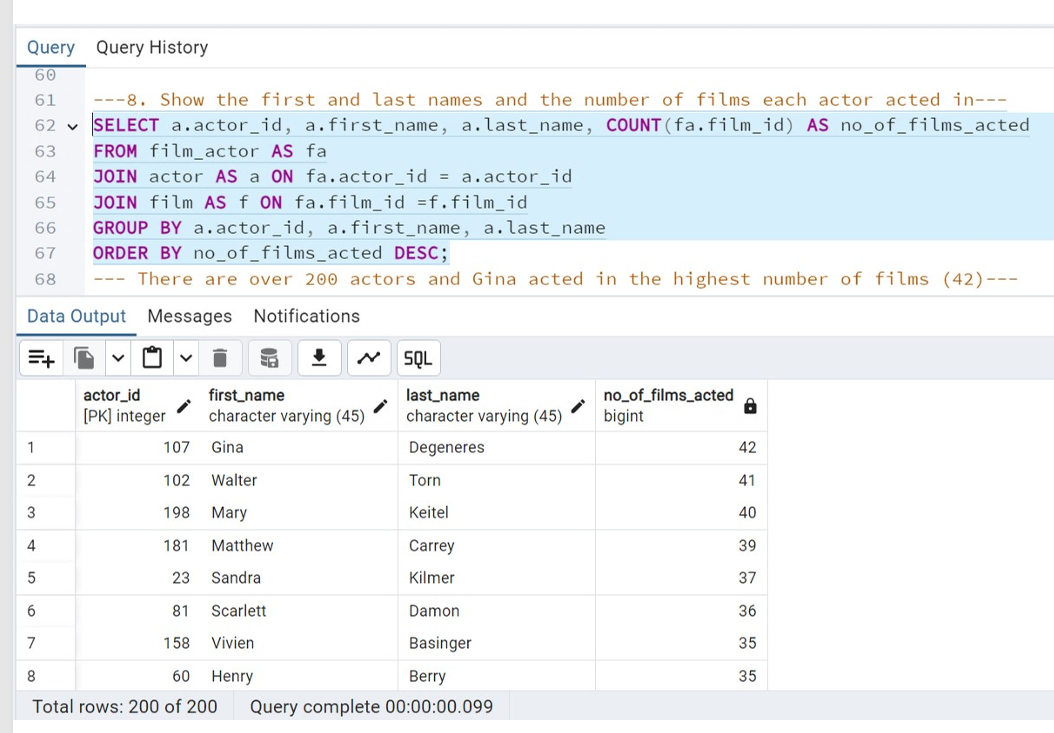 Query Query History
60
61 ---8. Show the first and last names and the number of films each actor acted in---
62 SELECT a.actor_id, a.first_name, a.last_name, COUNT(fa.film_id) AS no_of_films_acted
63 FROM film_actor AS fa
64 JOIN actor AS a ON fa.actor_id = a.actor_id
65 JOIN film AS f ON fa.film_id =f.film_id
66 GROUP BY a.actor_id, a.first_name, a.last_name
67 ORDER BY no_of_films_acted DESC;
68 --- There are over 200 actors and Gina acted in the highest number of films (42)---
Data Output Messages Notifications
SQL
actor_id first_name last_name no_of_films_acted
[PK] integer character varying (45) character varying (45) bigint
1 107 Gina Degeneres 42
2 102 Walter Torn 41
3 198 Mary Keitel 40
4 181 Matthew Carrey 39
5 23 Sandra Kilmer 37
6 81 Scarlett Damon 36
7 158 Vivien Basinger 35
8 60 Henry Berry 35
Total rows: 200 of 200 Query complete 00:00:00.099